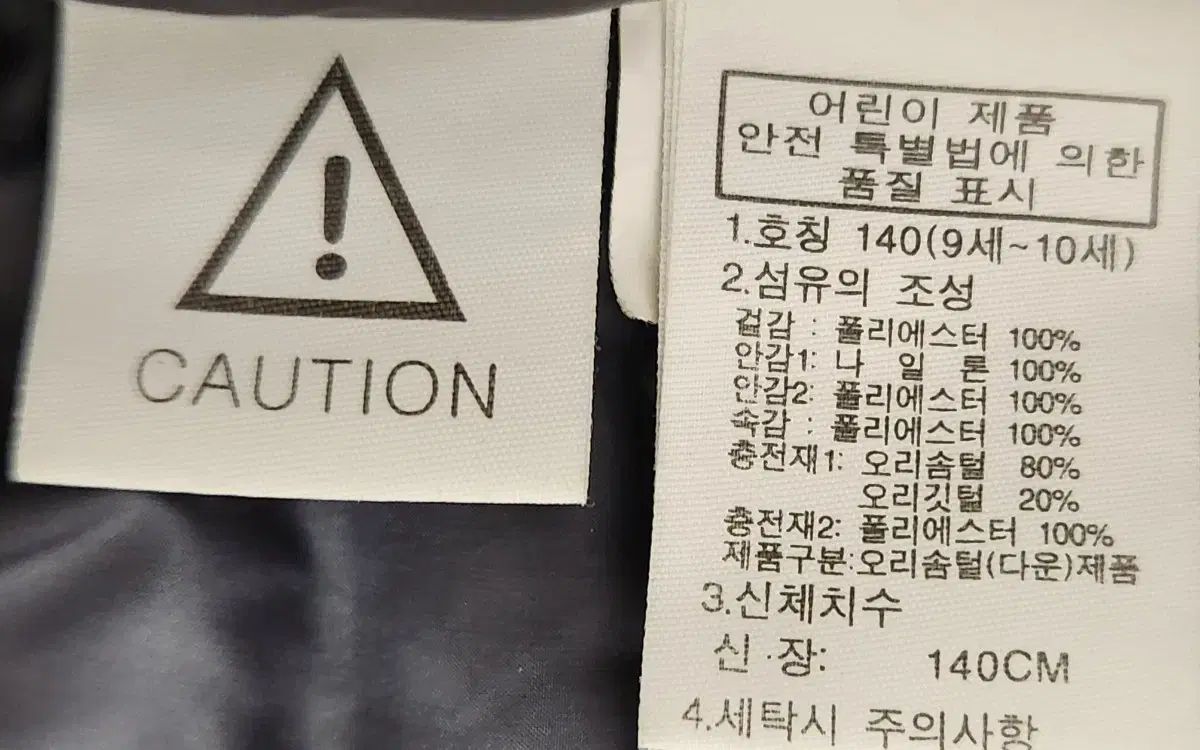 CAUTION
어린이 제품
안전 특별법에 의한
품질 표시
1.호칭 140(9세~10세)
2.섬유의 조성
겉감 : 폴리에스터 100%
안감1: 나 일 론 100%
안감2: 폴리에스터 100%
속감 : 폴리에스터 100%
충전재1: 오리솜털 80%
오리깃털 20%
충전재2: 폴리에스터 100%
제품구분:오리솜털(다운)제품
3.신체치수
신·장: 140CM
4.세탁시 주의사항